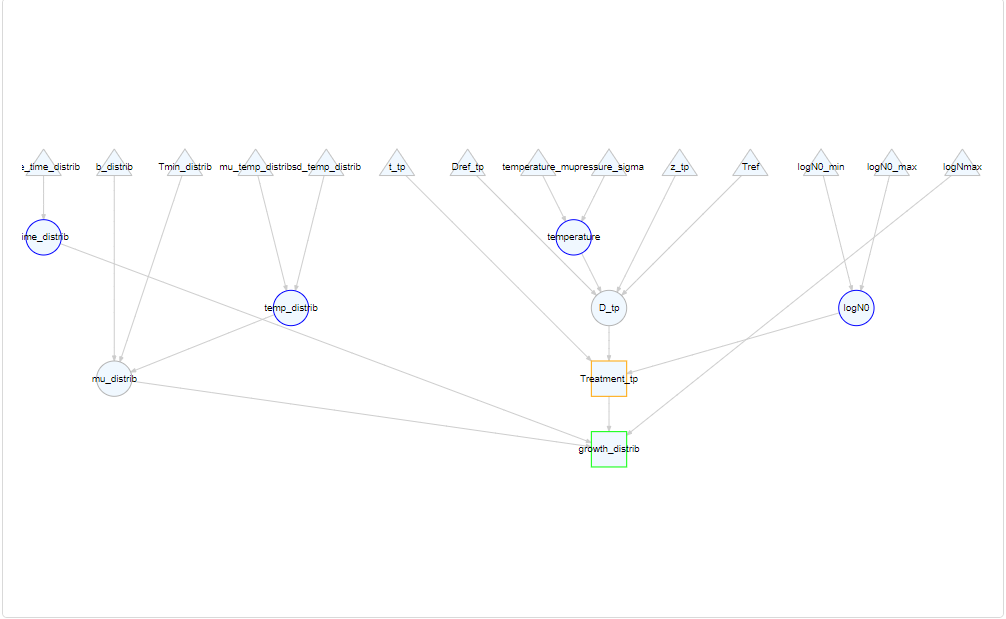 e_time_distrib
b_distrib
Tmin_distrib
mu_temp_distrib
sd_temp_distrib
t_tp
Dref_tp
temperature_mu
pressure_sigma
z_tp
Tref
logN0_min
logN0_max
logNmax
ime_distrib
temperature
temp_distrib
D_tp
logN0
mu_distrib
Treatment_tp
growth_distrib